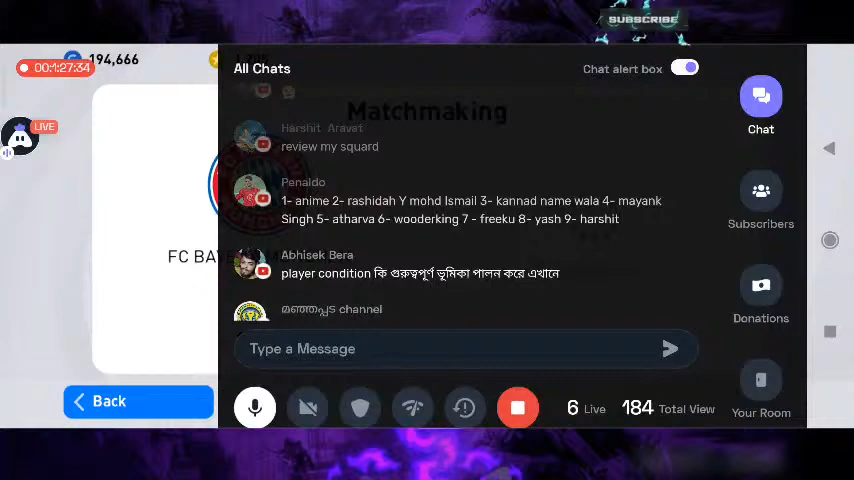 SUBSCRIBE
194,666
00:1:27:34
All Chats
Chat alert box
LIVE
Matchmaking
Chat
Harshit Aravat
review my squard
Penaldo
1- anime 2- rashidah Y mohd Ismail 3- kannad name wala 4- mayank
Singh 5- atharva 6- wooderking 7 - freeku 8- yash 9- harshit
Subscribers
FC BAY
Abhisek Bera
player condition কি গুরুত্বপূর্ণ ভূমিকা পালন করে এখানে
മഞ്ഞപ്പട channel
Donations
Type a Message
Back
6 Live 184 Total View
Your Room